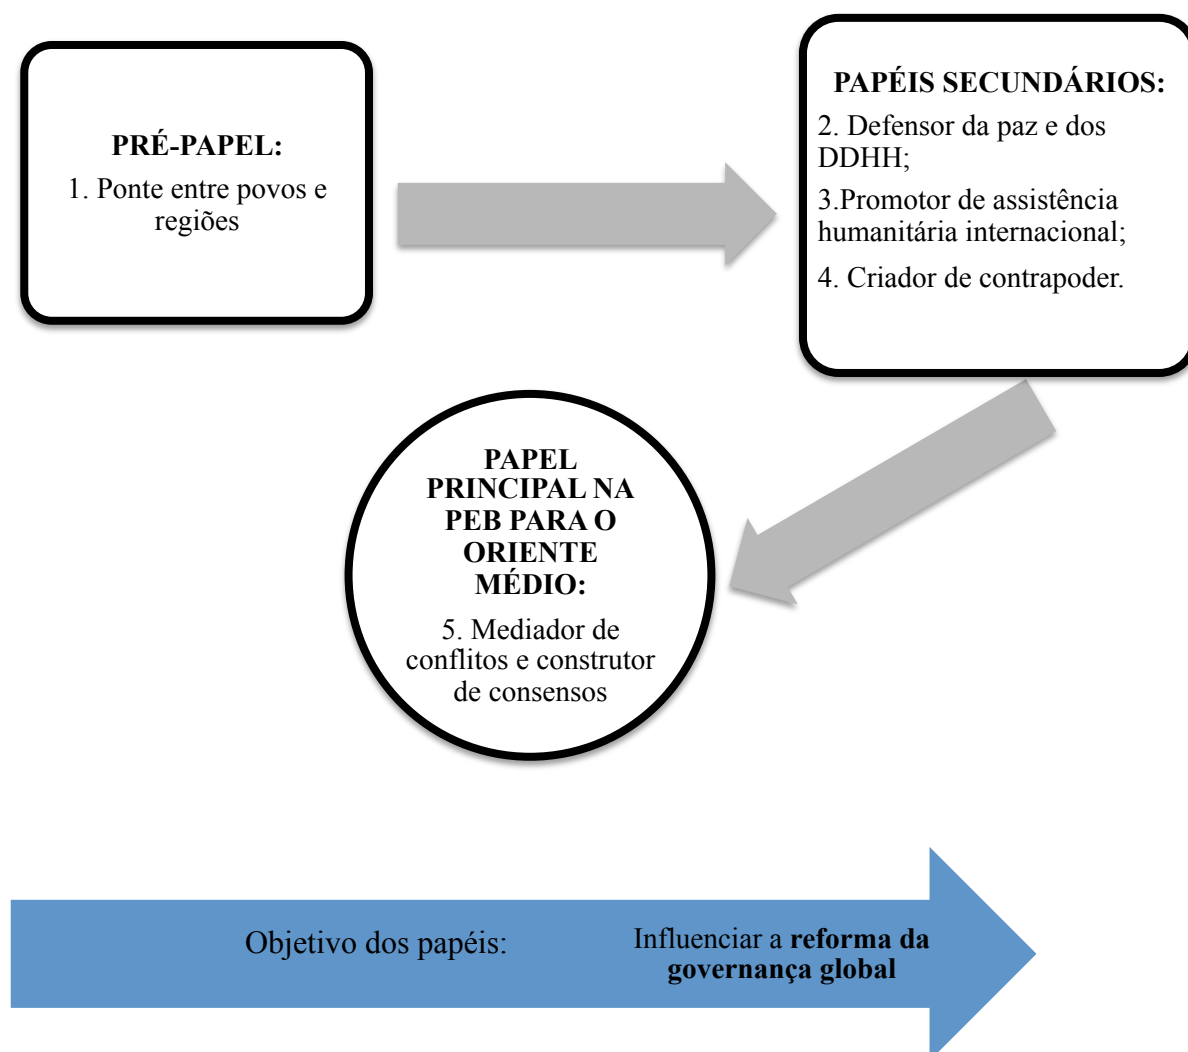 PRÉ-PAPEL:
1. Ponte entre povos e
regiões
PAPÉIS SECUNDÁRIOS:
2. Defensor da paz e dos
DDHH;
3.Promotor de assistência
humanitária internacional;
4. Criador de contrapoder.
PAPEL
PRINCIPAL NA
PEB PARA O
ORIENTE
MÉDIO:
5. Mediador de
conflitos e construtor
de consensos
Objetivo dos papéis:
Influenciar a reforma da
governança global